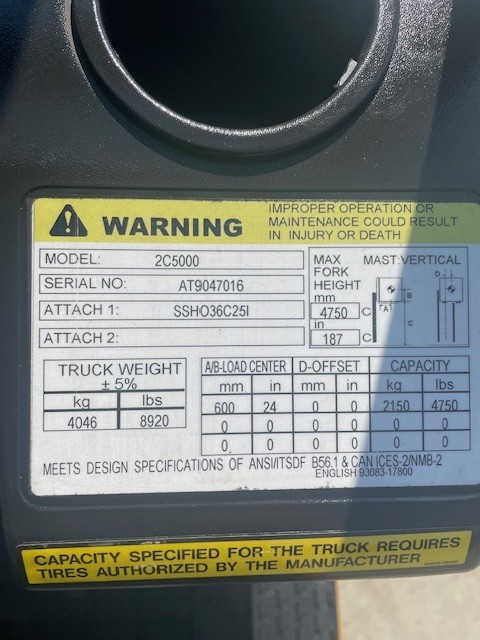 WARNING
IMPROPER OPERATION OR
MAINTENANCE COULD RESULT
IN INJURY OR DEATH
MODEL: 2C5000
SERIAL NO: AT9047016
ATTACH 1: SSHO36C25I
ATTACH 2:
MAX
FORK
HEIGHT
mm
4750 C
in
187 C
MAST:VERTICAL
D
B
A
C
TRUCK WEIGHT
± 5%
kg lbs
4046 8920
A/B-LOAD CENTER D-OFFSET CAPACITY
mm in mm in kg lbs
600 24 0 0 2150 4750
0 0 0 0 0 0
0 0 0 0 0 0
MEETS DESIGN SPECIFICATIONS OF ANSI/ITSDF B56.1 & CAN ICES-2/NMB-2
ENGLISH 93083-17800
CAPACITY SPECIFIED FOR THE TRUCK REQUIRES
TIRES AUTHORIZED BY THE MANUFACTURER